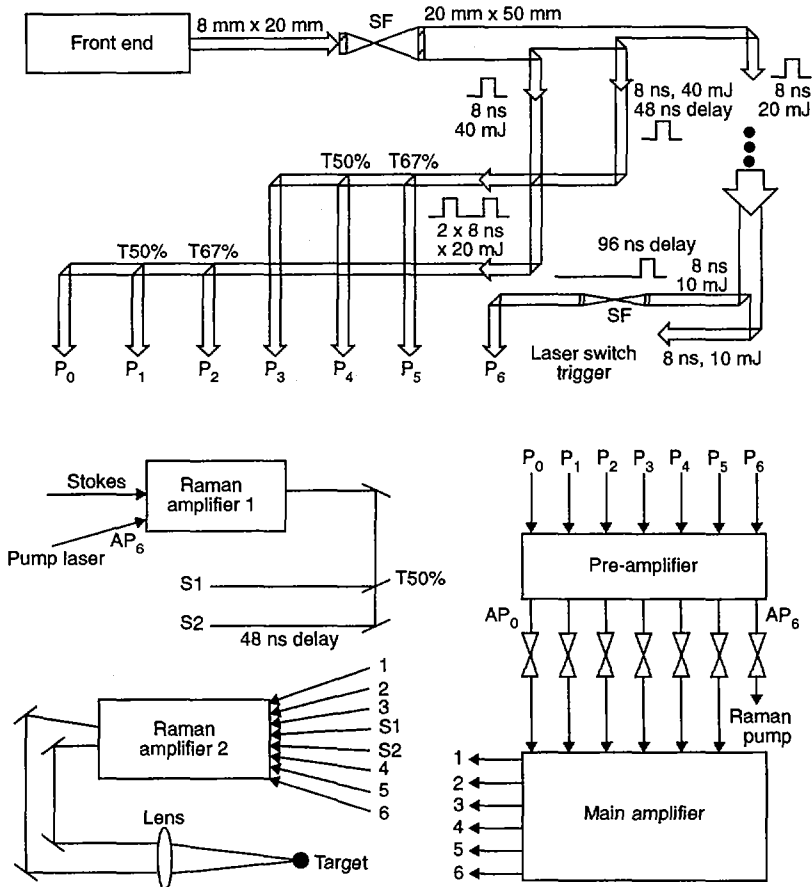 Front end
8 mm x 20 mm
SF
20 mm x 50 mm
8 ns
40 mJ
8 ns, 40 mJ
48 ns delay
8 ns
20 mJ
T50%
T67%
2 x 8 ns
x 20 mJ
T50%
T67%
96 ns delay
8 ns
10 mJ
SF
8 ns, 10 mJ
Laser switch
trigger
P0
P1
P2
P3
P4
P5
P6
Stokes
Raman
amplifier 1
AP6
Pump laser
S1
T50%
S2
48 ns delay
1
2
3
S1
S2
4
5
6
Raman
amplifier 2
Lens
Target
P0
P1
P2
P3
P4
P5
P6
Pre-amplifier
AP0
AP6
Raman
pump
1
2
3
4
5
6
Main amplifier